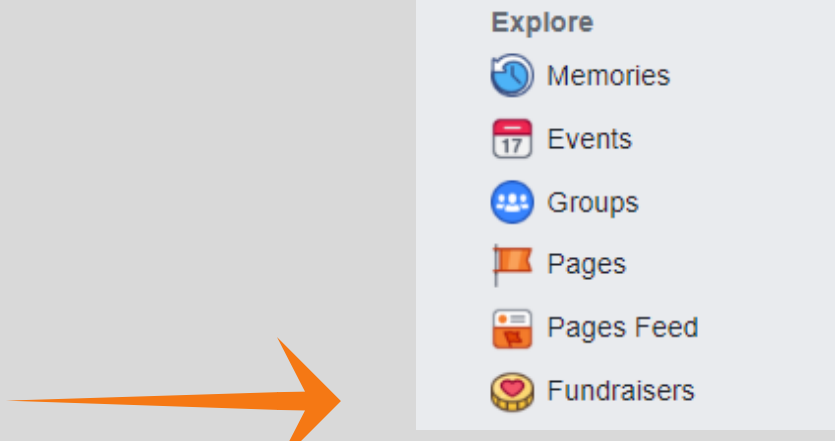 Explore
Memories
17
Events
Groups
Pages
Pages Feed
Fundraisers